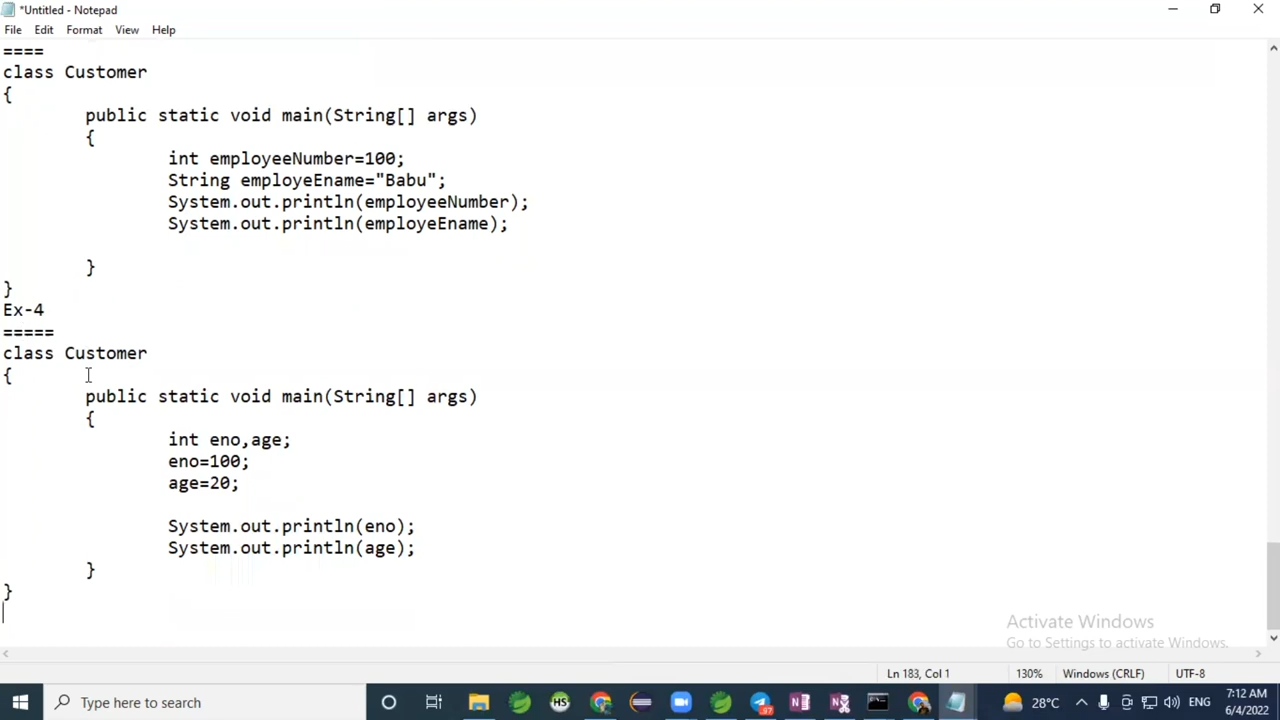 *Untitled - Notepad
File Edit Format View Help
====
class Customer
{
public static void main(String[] args)
{
int employeeNumber=100;
String employeEname="Babu";
System.out.println(employeeNumber);
System.out.println(employeEname);
}
}
Ex-4
=====
class Customer
{
public static void main(String[] args)
{
int eno,age;
eno=100;
age=20;
System.out.println(eno);
System.out.println(age);
}
}
Activate Windows
Go to Settings to activate Windows.
Ln 183, Col 1 130% Windows (CRLF) UTF-8
Type here to search HS 97 N 28°C ENG 7:12 AM
6/4/2022